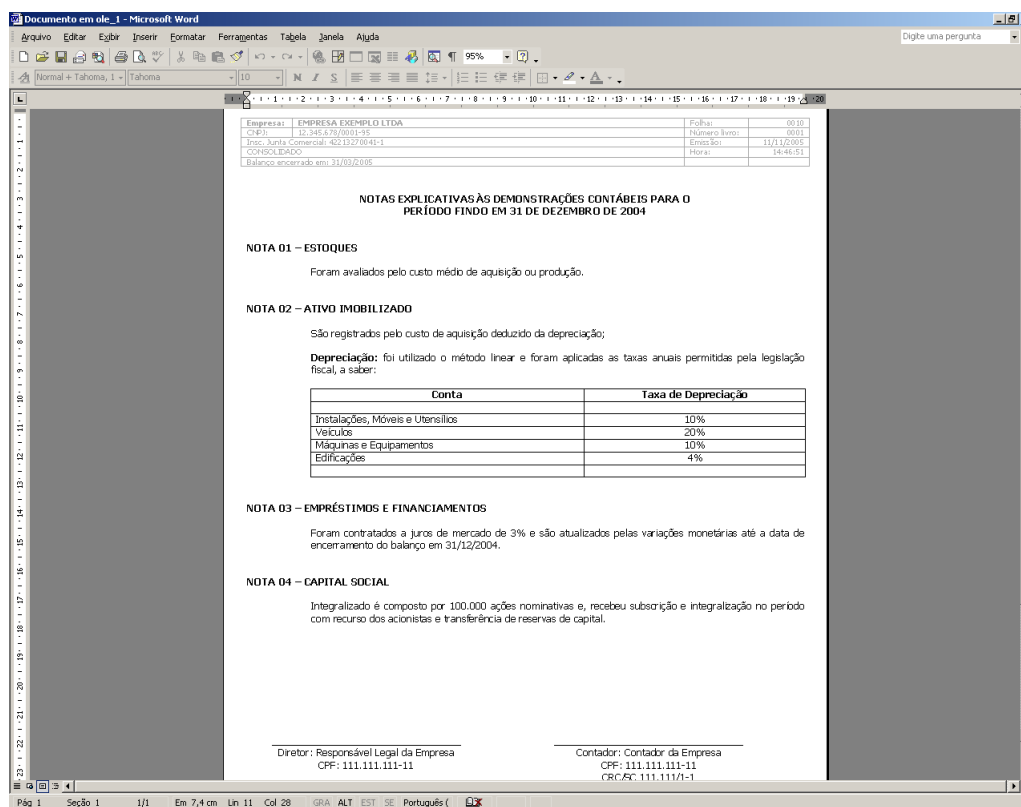 Documento em ole_1 - Microsoft Word
Arquivo Editar Exibir Inserir Formatar Ferramentas Tabela Janela Ajuda Digite uma pergunta
95%
Normal + Tahoma, 1 Tahoma 10 N I S
Empresa: EMPRESA EXEMPLO LTDA Folha: 0010
CNPJ: 12.345.678/0001-95 Número livro: 0001
Insc. Junta Comercial: 42213270041-1 Emissão: 11/11/2005
CONSOLIDADO Hora: 14:46:51
Balanço encerrado em: 31/03/2005
NOTAS EXPLICATIVAS ÀS DEMONSTRAÇÕES CONTÁBEIS PARA O
PERÍODO FINDO EM 31 DE DEZEMBRO DE 2004
NOTA 01 – ESTOQUES
Foram avaliados pelo custo médio de aquisição ou produção.
NOTA 02 – ATIVO IMOBILIZADO
São registrados pelo custo de aquisição deduzido da depreciação;
Depreciação: foi utilizado o método linear e foram aplicadas as taxas anuais permitidas pela legislação
fiscal, a saber:
Conta Taxa de Depreciação
Instalações, Móveis e Utensílios 10%
Veículos 20%
Máquinas e Equipamentos 10%
Edificações 4%
NOTA 03 – EMPRÉSTIMOS E FINANCIAMENTOS
Foram contratados a juros de mercado de 3% e são atualizados pelas variações monetárias até a data de
encerramento do balanço em 31/12/2004.
NOTA 04 – CAPITAL SOCIAL
Integralizado é composto por 100.000 ações nominativas e, recebeu subscrição e integralização no período
com recurso dos acionistas e transferência de reservas de capital.
Diretor: Responsável Legal da Empresa Contador: Contador da Empresa
CPF: 111.111.111-11 CPF: 111.111.111-11
CRC/SC 111.111/1-1
Pág 1 Seção 1 1/1 Em 7,4 cm Lin 11 Col 28 GRA ALT EST SE Português (